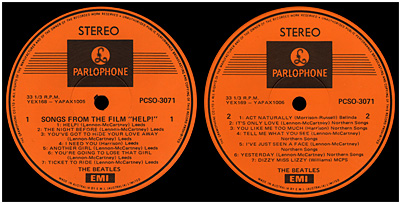 STEREO
PARLOPHONE
33 1/3 R.P.M.
YEX168 - YAPAX1005
PCSO-3071
1 SONGS FROM THE FILM "HELP!" 1
1: HELP! (Lennon-McCartney) Leeds
2: THE NIGHT BEFORE (Lennon-McCartney) Leeds
3: YOU'VE GOT TO HIDE YOUR LOVE AWAY
(Lennon-McCartney) Leeds
4: I NEED YOU (Harrison) Leeds
5: ANOTHER GIRL (Lennon-McCartney) Leeds
6: YOU'RE GOING TO LOSE THAT GIRL
(Lennon-McCartney) Leeds
7: TICKET TO RIDE (Lennon-McCartney) Leeds
THE BEATLES
EMI
STEREO
PARLOPHONE
33 1/3 R.P.M.
PCSO-3071
2 1: ACT NATURALLY (Morrison-Russell) Belinda 2
2: IT'S ONLY LOVE (Lennon-McCartney) Northern Songs
3: YOU LIKE ME TOO MUCH (Harrison) Northern Songs
4: TELL ME WHAT YOU SEE (Lennon-McCartney)
Northern Songs
5: I'VE JUST SEEN A FACE (Lennon-McCartney)
Northern Songs
6: YESTERDAY (Lennon-McCartney) Northern Songs
7: DIZZY MISS LIZZY (Williams) MCPS
THE BEATLES
EMI